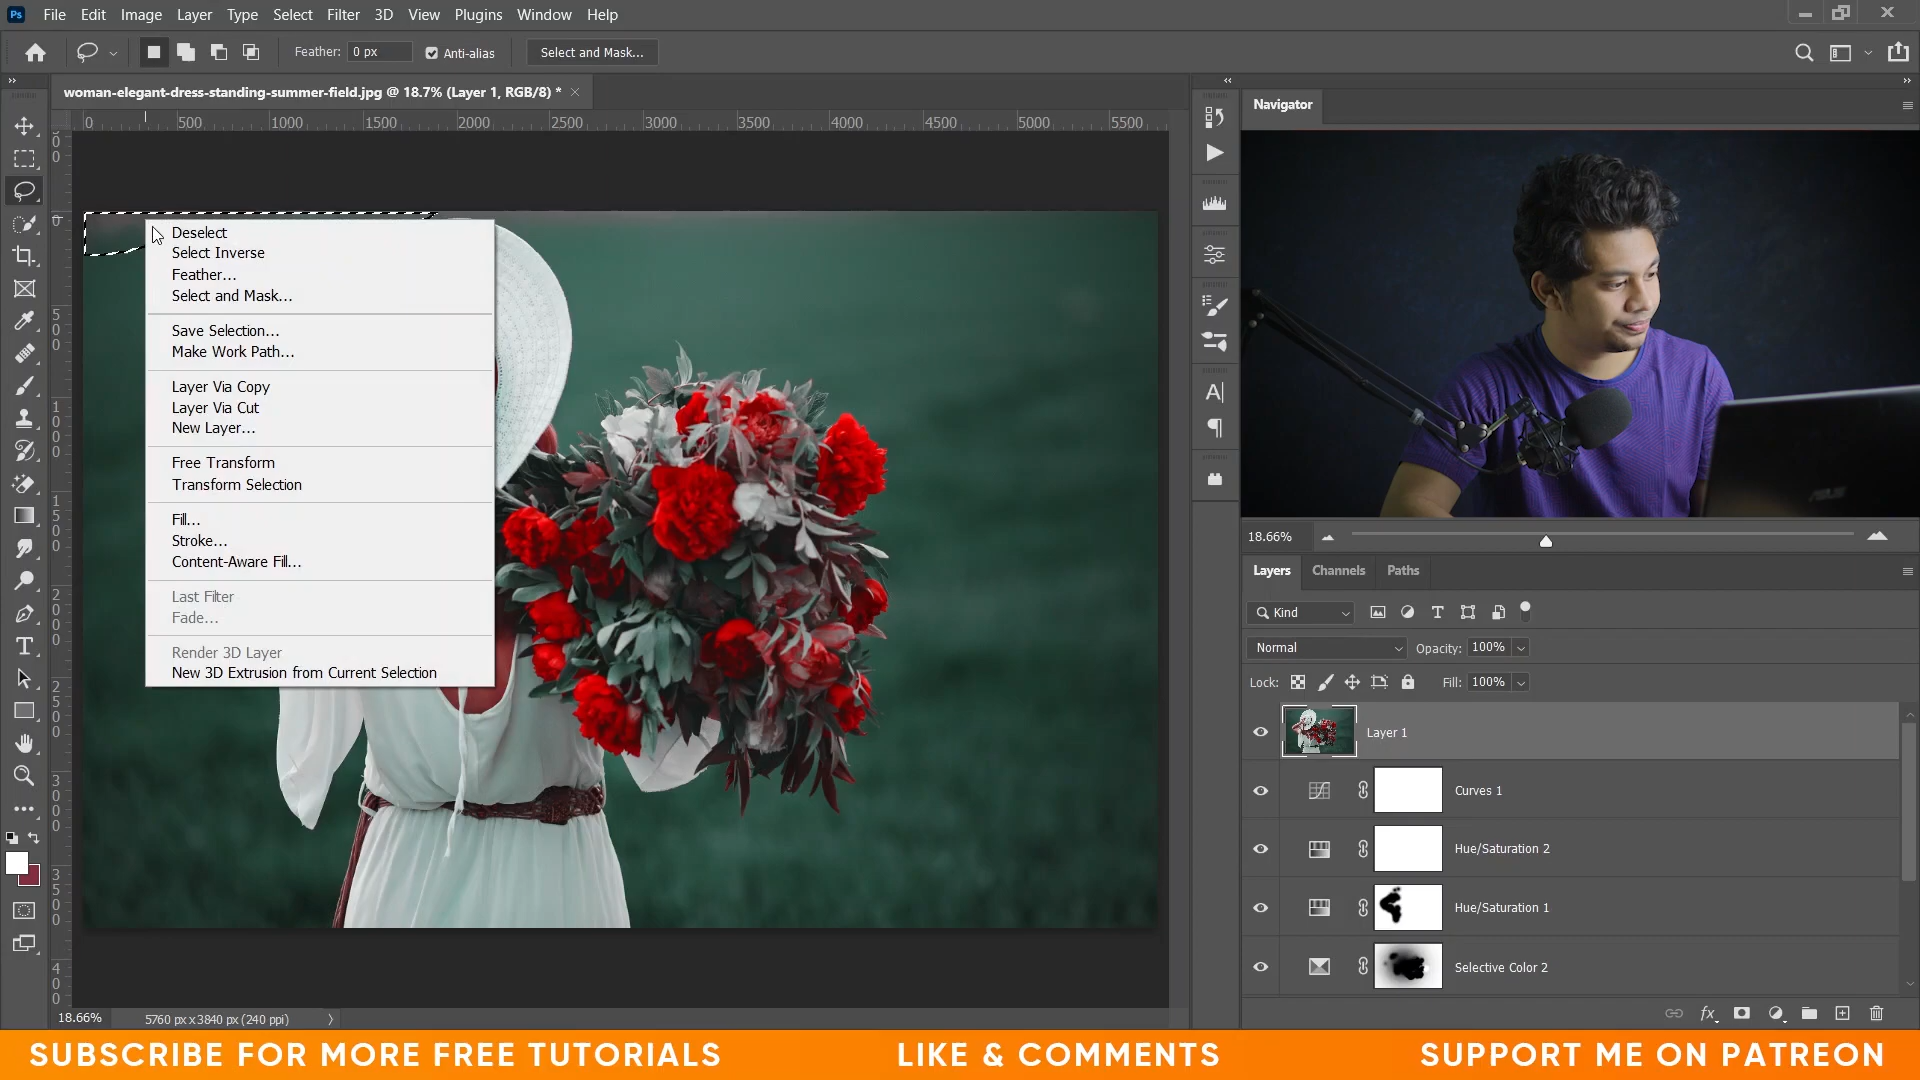 Ps File Edit Image Layer Type Select Filter 3D View Plugins Window Help
Feather: 0 px Anti-alias Select and Mask...
woman-elegant-dress-standing-summer-field.jpg @ 18.7% (Layer 1, RGB/8) *
0 500 1000 1500 2000 2500 3000 3500 4000 4500 5000 5500
Navigator
Deselect
Select Inverse
Feather...
Select and Mask...
Save Selection...
Make Work Path...
Layer Via Copy
Layer Via Cut
New Layer...
Free Transform
Transform Selection
Fill...
Stroke...
Content-Aware Fill...
Last Filter
Fade...
Render 3D Layer
New 3D Extrusion from Current Selection
18.66%
Layers Channels Paths
Kind
Normal Opacity: 100%
Lock: Fill: 100%
Layer 1
Curves 1
Hue/Saturation 2
Hue/Saturation 1
Selective Color 2
fx
18.66% 5760 px x 3840 px (240 ppi)
SUBSCRIBE FOR MORE FREE TUTORIALS LIKE & COMMENTS SUPPORT ME ON PATREON